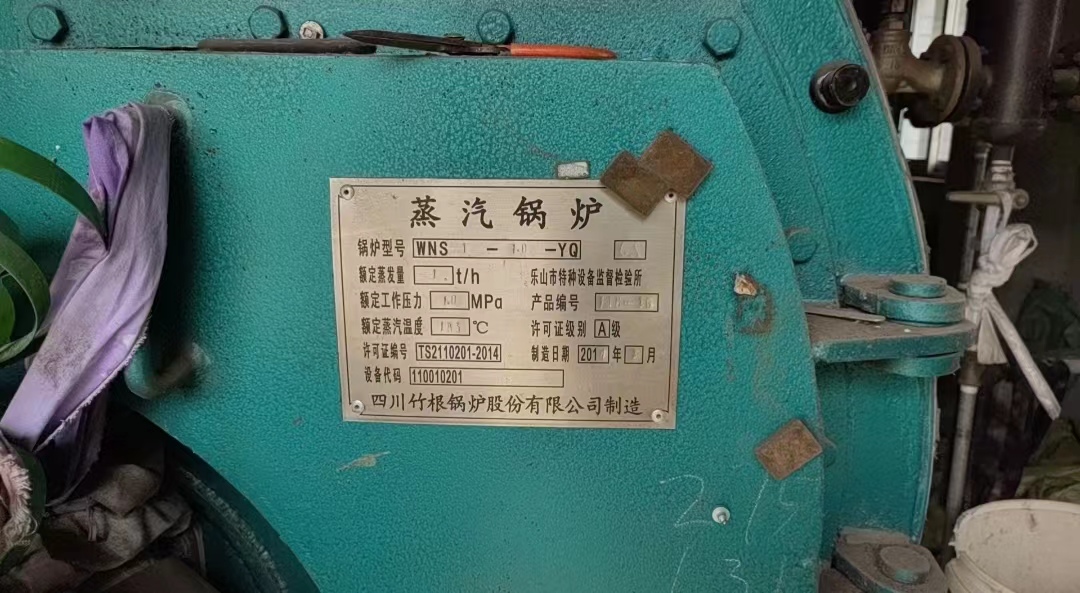 蒸汽锅炉
锅炉型号 WNS 1 - 1.0 -YQ
额定蒸发量 1. t/h 乐山市特种设备监督检验所
额定工作压力 MPa 产品编号
额定蒸汽温度 ℃ 许可证级别 A级
许可证编号 TS2110201-2014 制造日期 201 年 月
设备代码 110010201
四川竹根锅炉股份有限公司制造